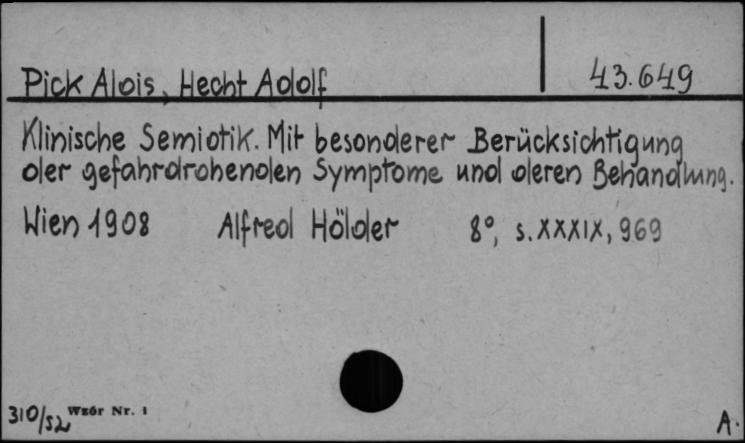 Pick Alois, Hecht Adolf
43.649
Klinische Semiotik. Mit besonderer Berücksichtigung
der gefahrdrohenden Symptome und deren Behandlung.
Wien 1908 Alfred Hölder 8°, s. XXXIX, 969
310/52 Wzór Nr. 1
A.